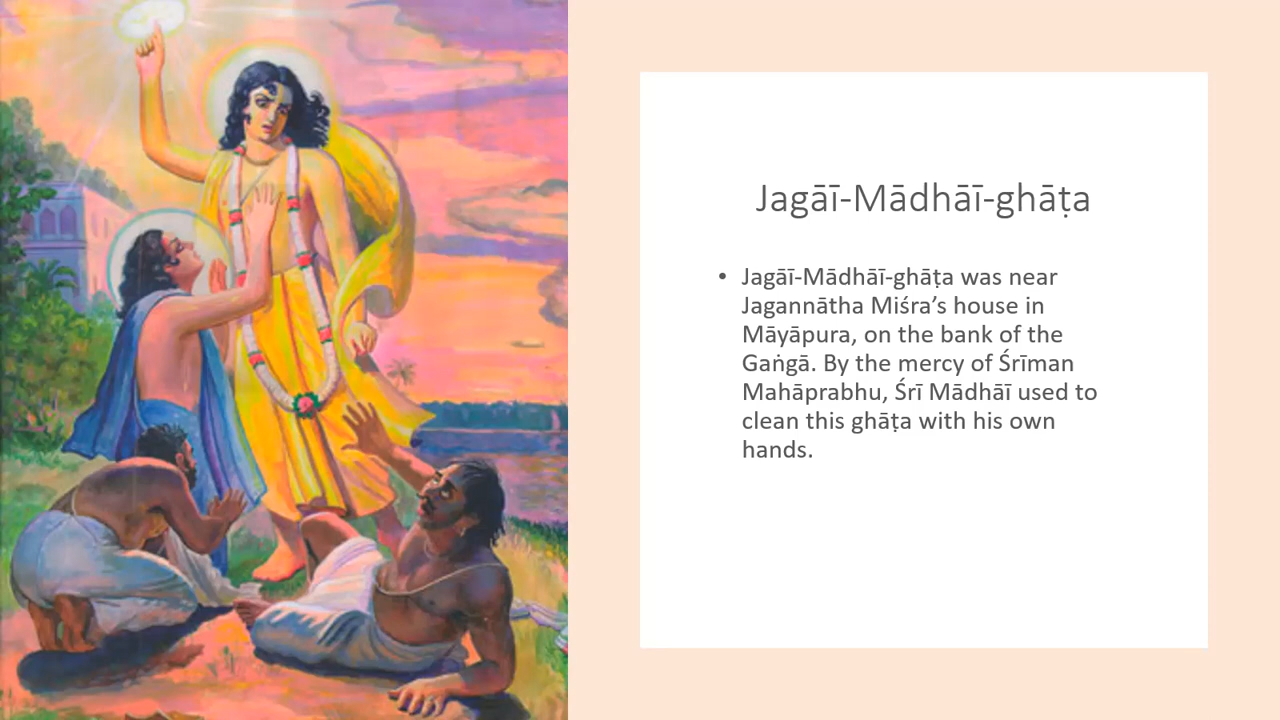 Jagāī-Mādhāī-ghāṭa
• Jagāī-Mādhāī-ghāṭa was near
Jagannātha Miśra’s house in
Māyāpura, on the bank of the
Gaṅgā. By the mercy of Śrīman
Mahāprabhu, Śrī Mādhāī used to
clean this ghāṭa with his own
hands.